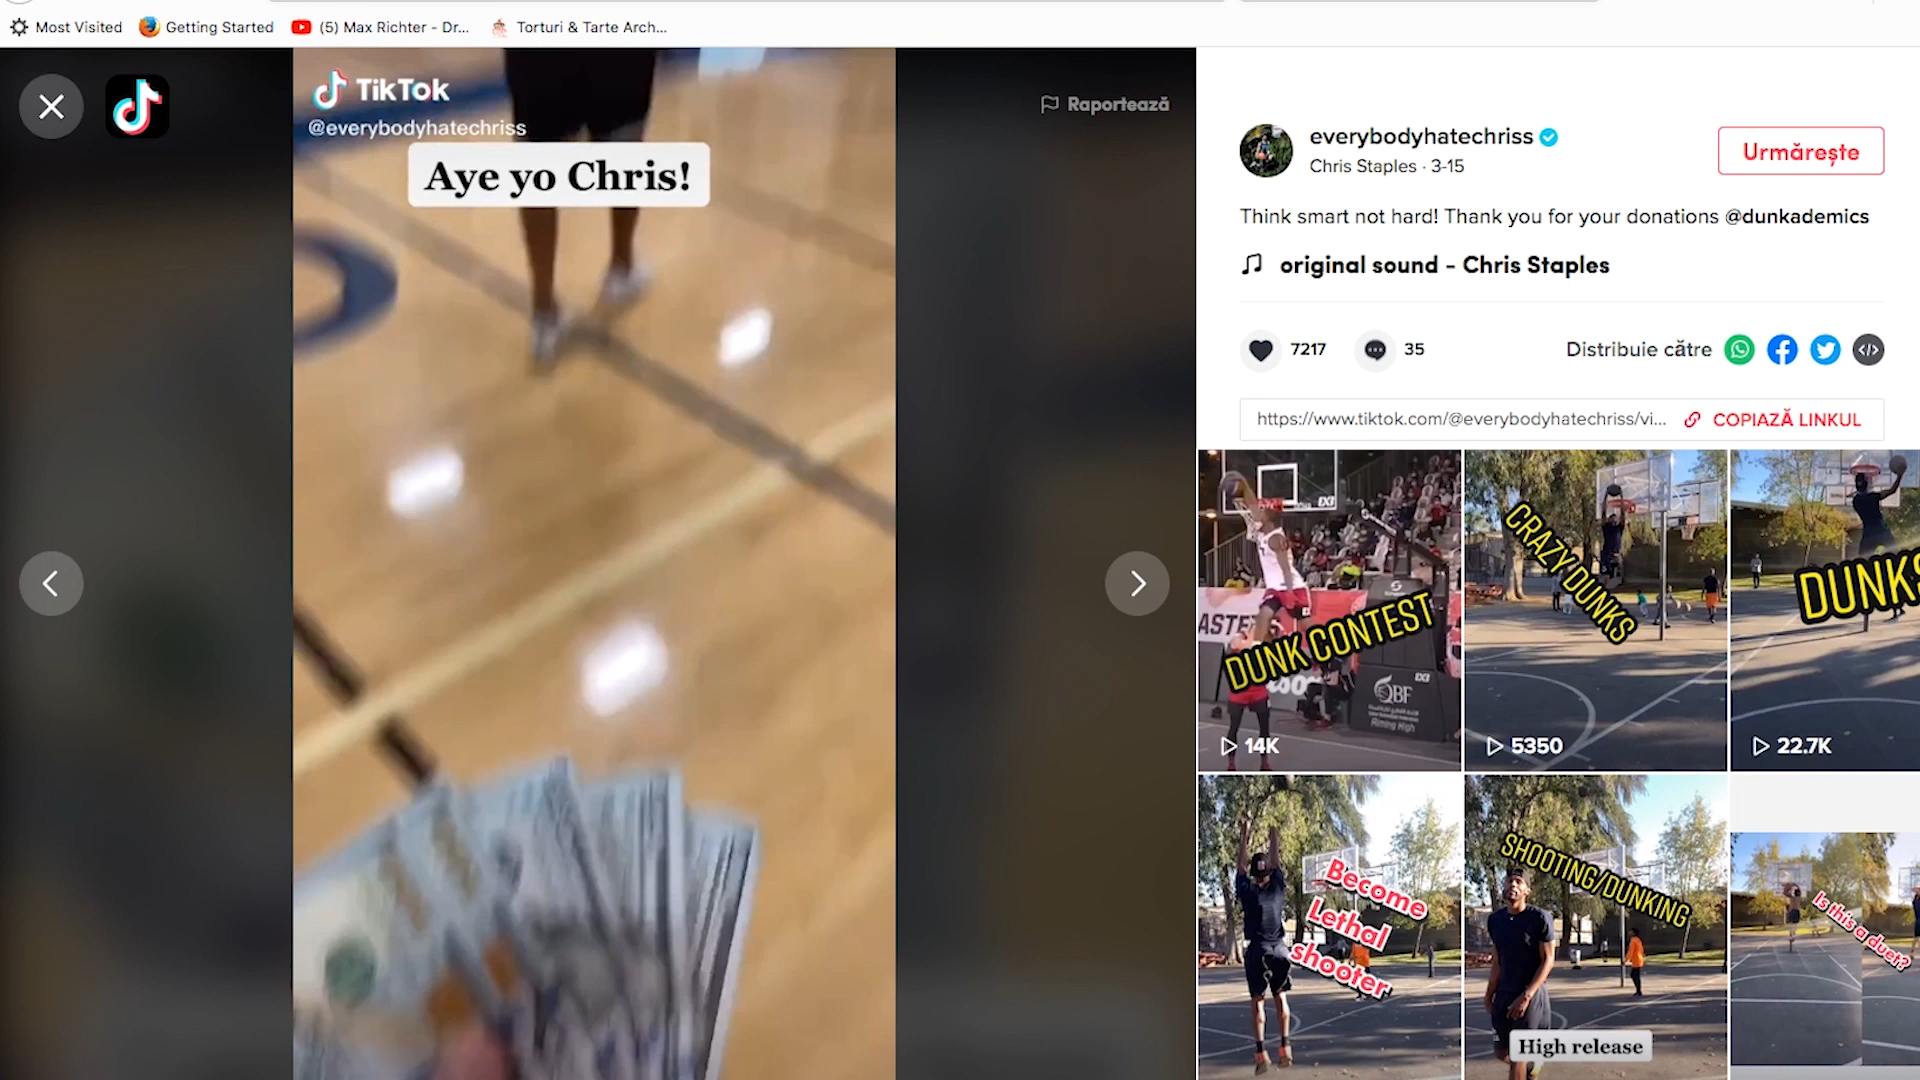 Most Visited
Getting Started
(5) Max Richter - Dr...
Torturi & Tarte Arch...
TikTok
@everybodyhatechriss
Aye yo Chris!
Raportează
everybodyhatechriss
Chris Staples · 3-15
Urmărește
Think smart not hard! Thank you for your donations @dunkademics
original sound - Chris Staples
7217
35
Distribuie către
https://www.tiktok.com/@everybodyhatechriss/vi...
COPIAZĂ LINKUL
DUNK CONTEST
ASTE
QBF
14K
CRAZY DUNKS
5350
DUNKS
22.7K
Become
Lethal
shooter
SHOOTING/DUNKING
High release
Is this a duet?